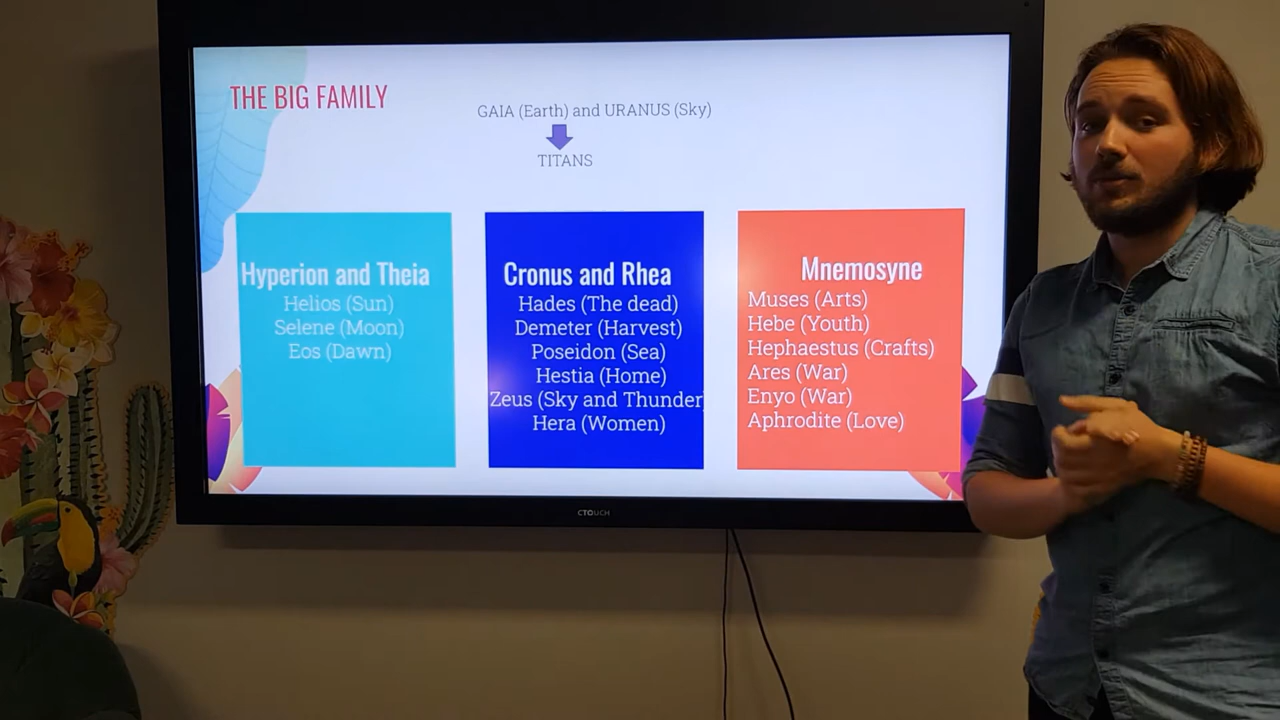 THE BIG FAMILY
GAIA (Earth) and URANUS (Sky)
TITANS
Hyperion and Theia
Helios (Sun)
Selene (Moon)
Eos (Dawn)
Cronus and Rhea
Hades (The dead)
Demeter (Harvest)
Poseidon (Sea)
Hestia (Home)
Zeus (Sky and Thunder
Hera (Women)
Mnemosyne
Muses (Arts)
Hebe (Youth)
Hephaestus (Crafts)
Ares (War)
Enyo (War)
Aphrodite (Love)
CTOUCH